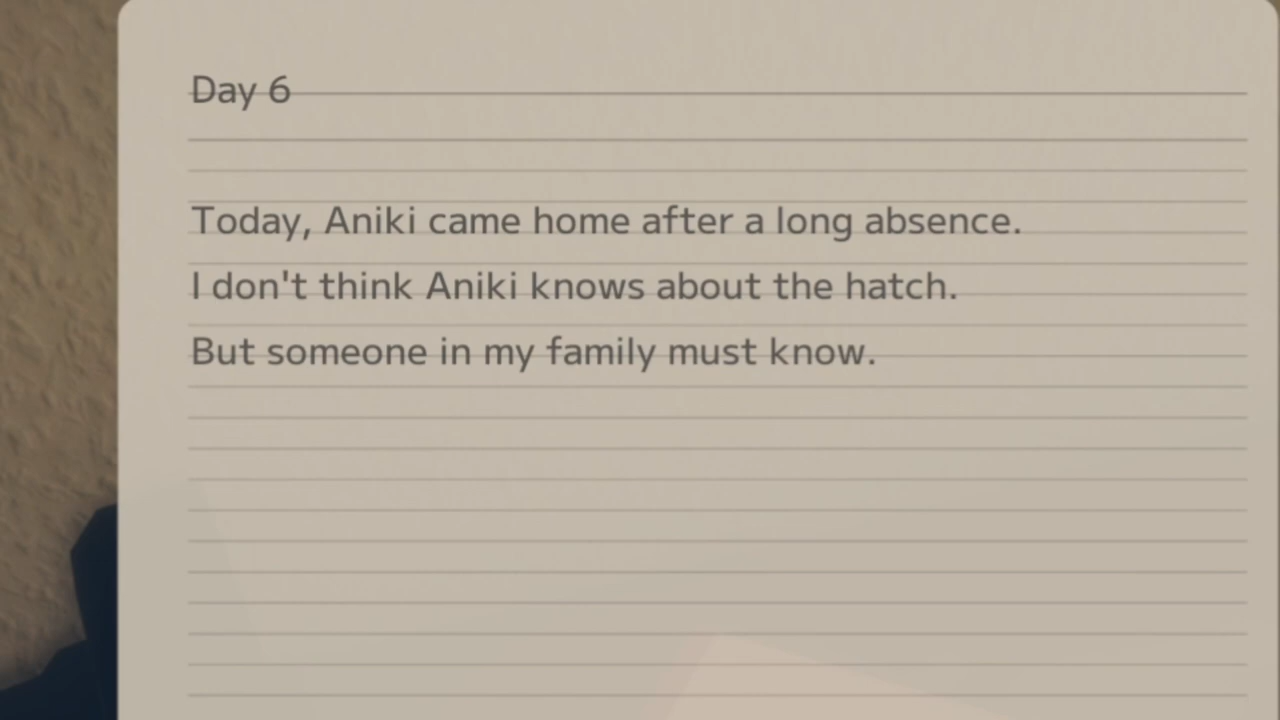 Day 6
Today, Aniki came home after a long absence.
I don't think Aniki knows about the hatch.
But someone in my family must know.